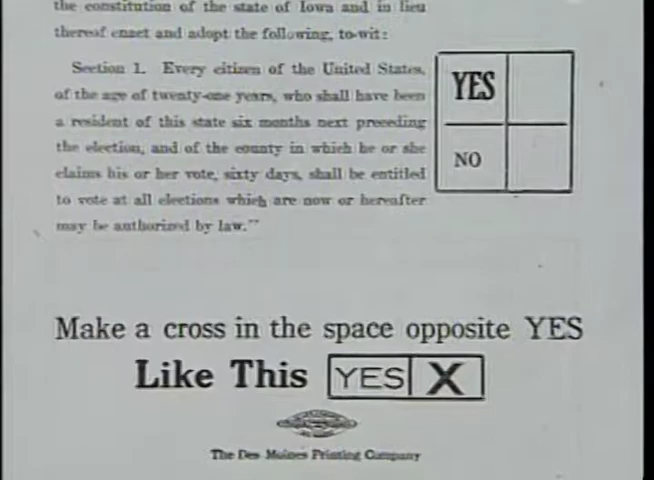 the constitution of the state of Iowa and in lieu
thereof enact and adopt the following, to-wit:
Section 1. Every citizen of the United States,
of the age of twenty-one years, who shall have been
a resident of this state six months next preceding
the election, and of the county in which he or she
claims his or her vote, sixty days, shall be entitled
to vote at all elections which are now or hereafter
may be authorized by law."
YES
NO
Make a cross in the space opposite YES
Like This YES X
The Des Moines Printing Company